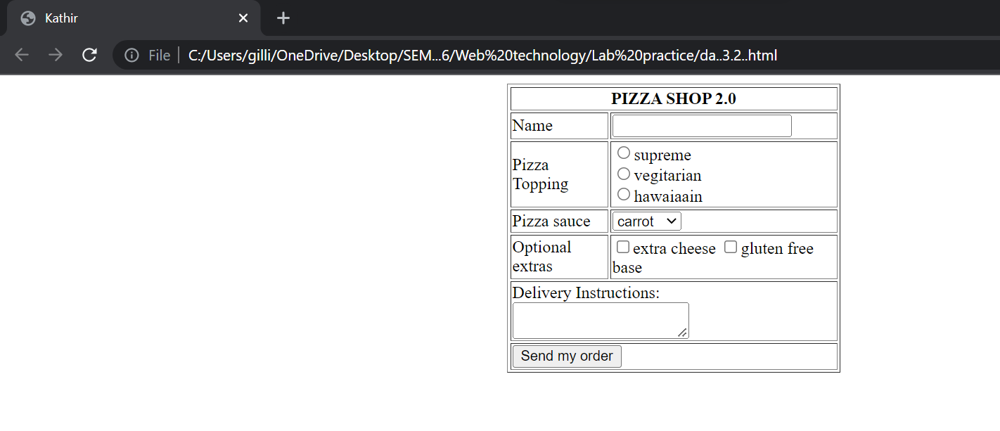 Kathir
File C:/Users/gilli/OneDrive/Desktop/SEM...6/Web%20technology/Lab%20practice/da..3.2..html
PIZZA SHOP 2.0
Name
Pizza
Topping
supreme
vegitarian
hawaiaain
Pizza sauce
carrot
Optional
extras
extra cheese gluten free
base
Delivery Instructions:
Send my order